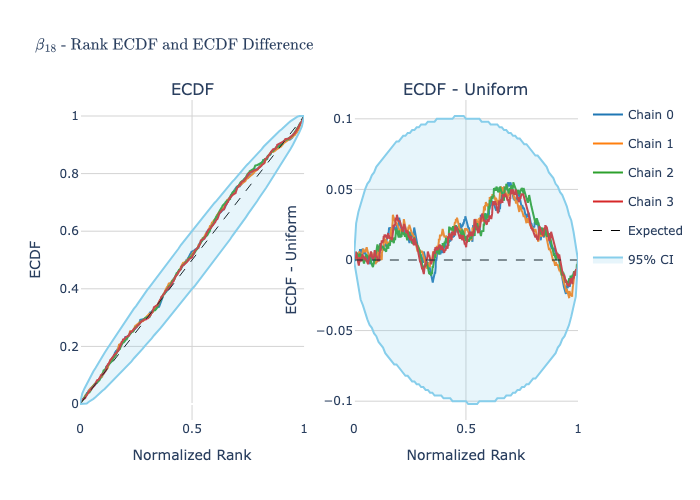 β₁₈ - Rank ECDF and ECDF Difference
ECDF
ECDF
1
0.8
0.6
0.4
0.2
0
0
0.5
1
Normalized Rank
ECDF - Uniform
ECDF - Uniform
0.1
0.05
0
−0.05
−0.1
0
0.5
1
Normalized Rank
Chain 0
Chain 1
Chain 2
Chain 3
Expected
95% CI